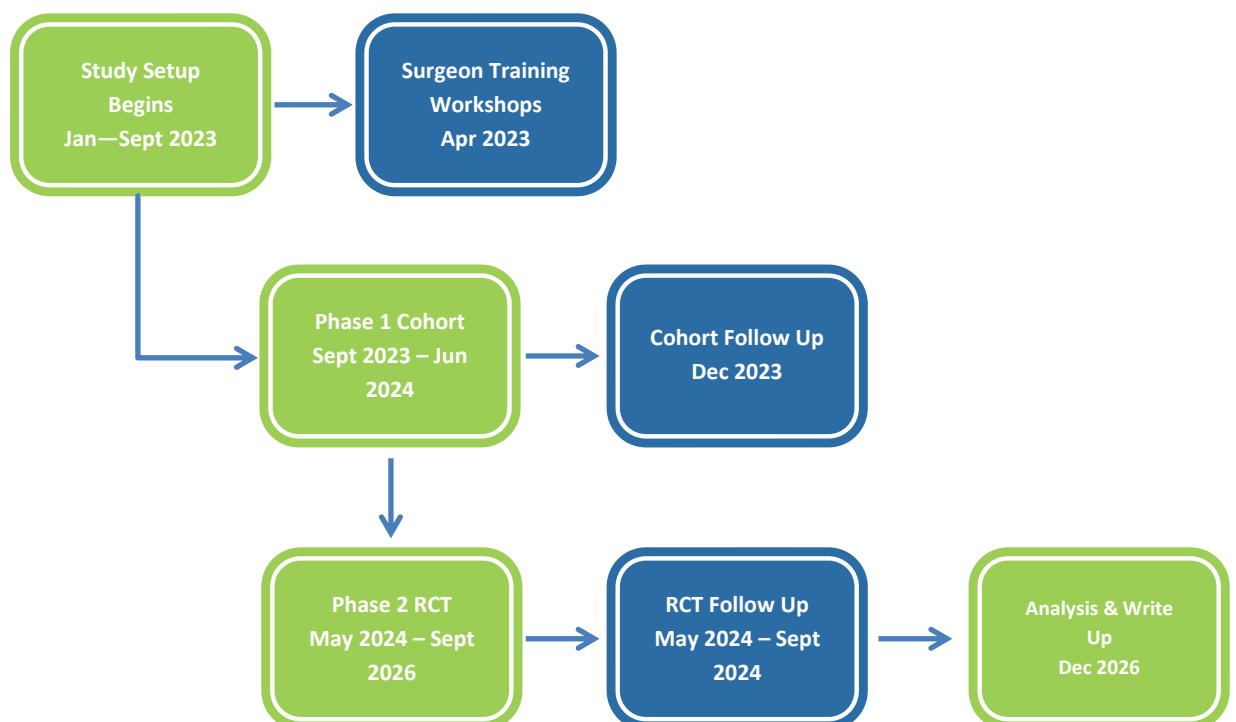 Study Setup
Begins
Jan—Sept 2023
Surgeon Training
Workshops
Apr 2023
Phase 1 Cohort
Sept 2023 – Jun
2024
Cohort Follow Up
Dec 2023
Phase 2 RCT
May 2024 – Sept
2026
RCT Follow Up
May 2024 – Sept
2024
Analysis & Write
Up
Dec 2026